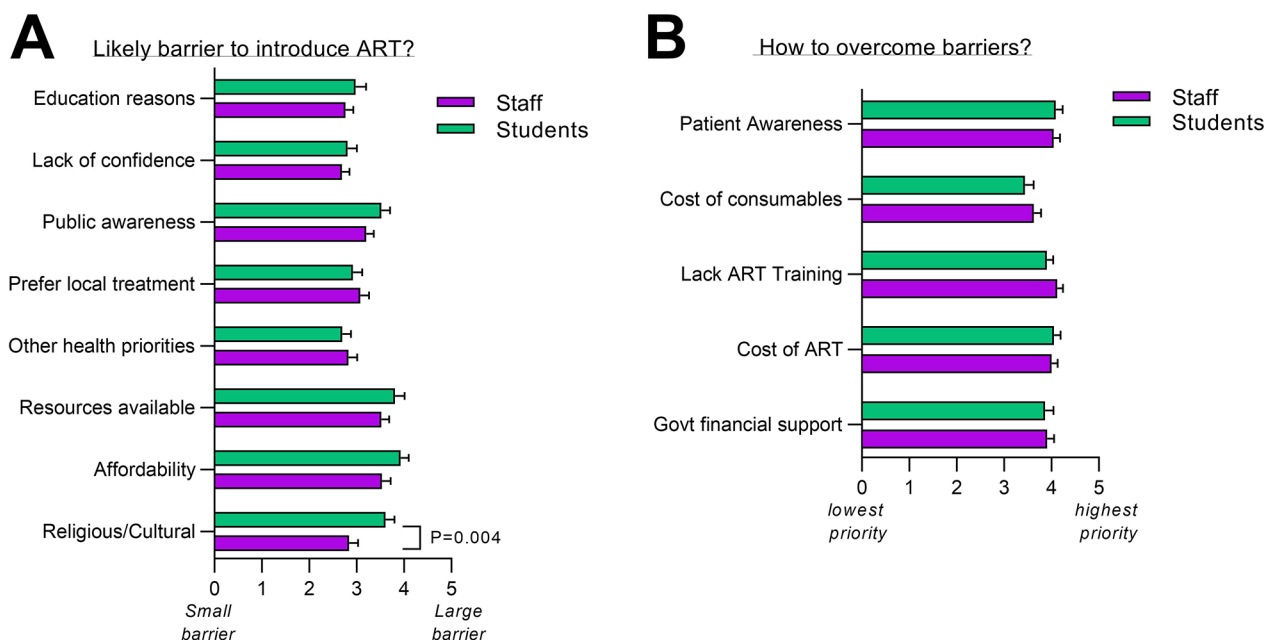 A
Likely barrier to introduce ART?
Education reasons
Lack of confidence
Public awareness
Prefer local treatment
Other health priorities
Resources available
Affordability
Religious/Cultural
Staff
Students
P=0.004
0 1 2 3 4 5
Small
barrier
Large
barrier
B
How to overcome barriers?
Patient Awareness
Cost of consumables
Lack ART Training
Cost of ART
Govt financial support
Staff
Students
0 1 2 3 4 5
lowest
priority
highest
priority